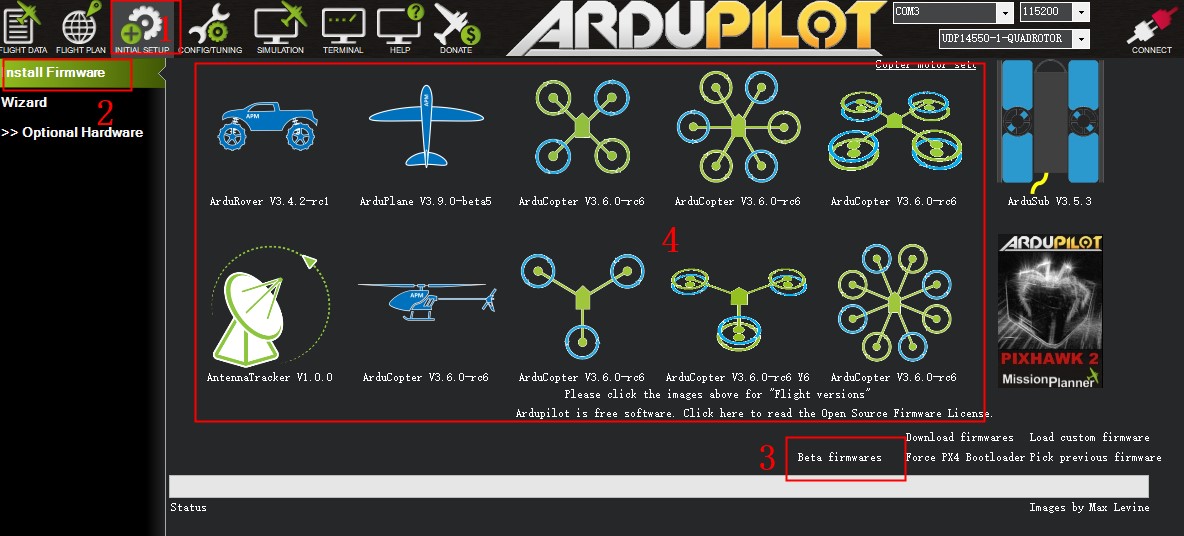 ARDUPILOT
COM3
115200
UDP14550-1-QUADROTOR
FLIGHT DATA
FLIGHT PLAN
INITIAL SETUP
CONFIG/TUNING
SIMULATION
TERMINAL
HELP
DONATE
CONNECT
1
Install Firmware
2
Wizard
>> Optional Hardware
Copter motor setu
APM
APM
ArduRover V3.4.2-rc1
ArduPlane V3.9.0-beta5
ArduCopter V3.6.0-rc6
ArduCopter V3.6.0-rc6
ArduCopter V3.6.0-rc6
ArduSub V3.5.3
4
APM
ARDUPILOT
PIXHAWK 2
MissionPlanner
AntennaTracker V1.0.0
ArduCopter V3.6.0-rc6
ArduCopter V3.6.0-rc6
ArduCopter V3.6.0-rc6 Y6
ArduCopter V3.6.0-rc6
Please click the images above for "Flight versions"
Ardupilot is free software. Click here to read the Open Source Firmware License.
3
Beta firmwares
Download firmwares
Load custom firmware
Force PX4 Bootloader
Pick previous firmware
Status
Images by Max Levine